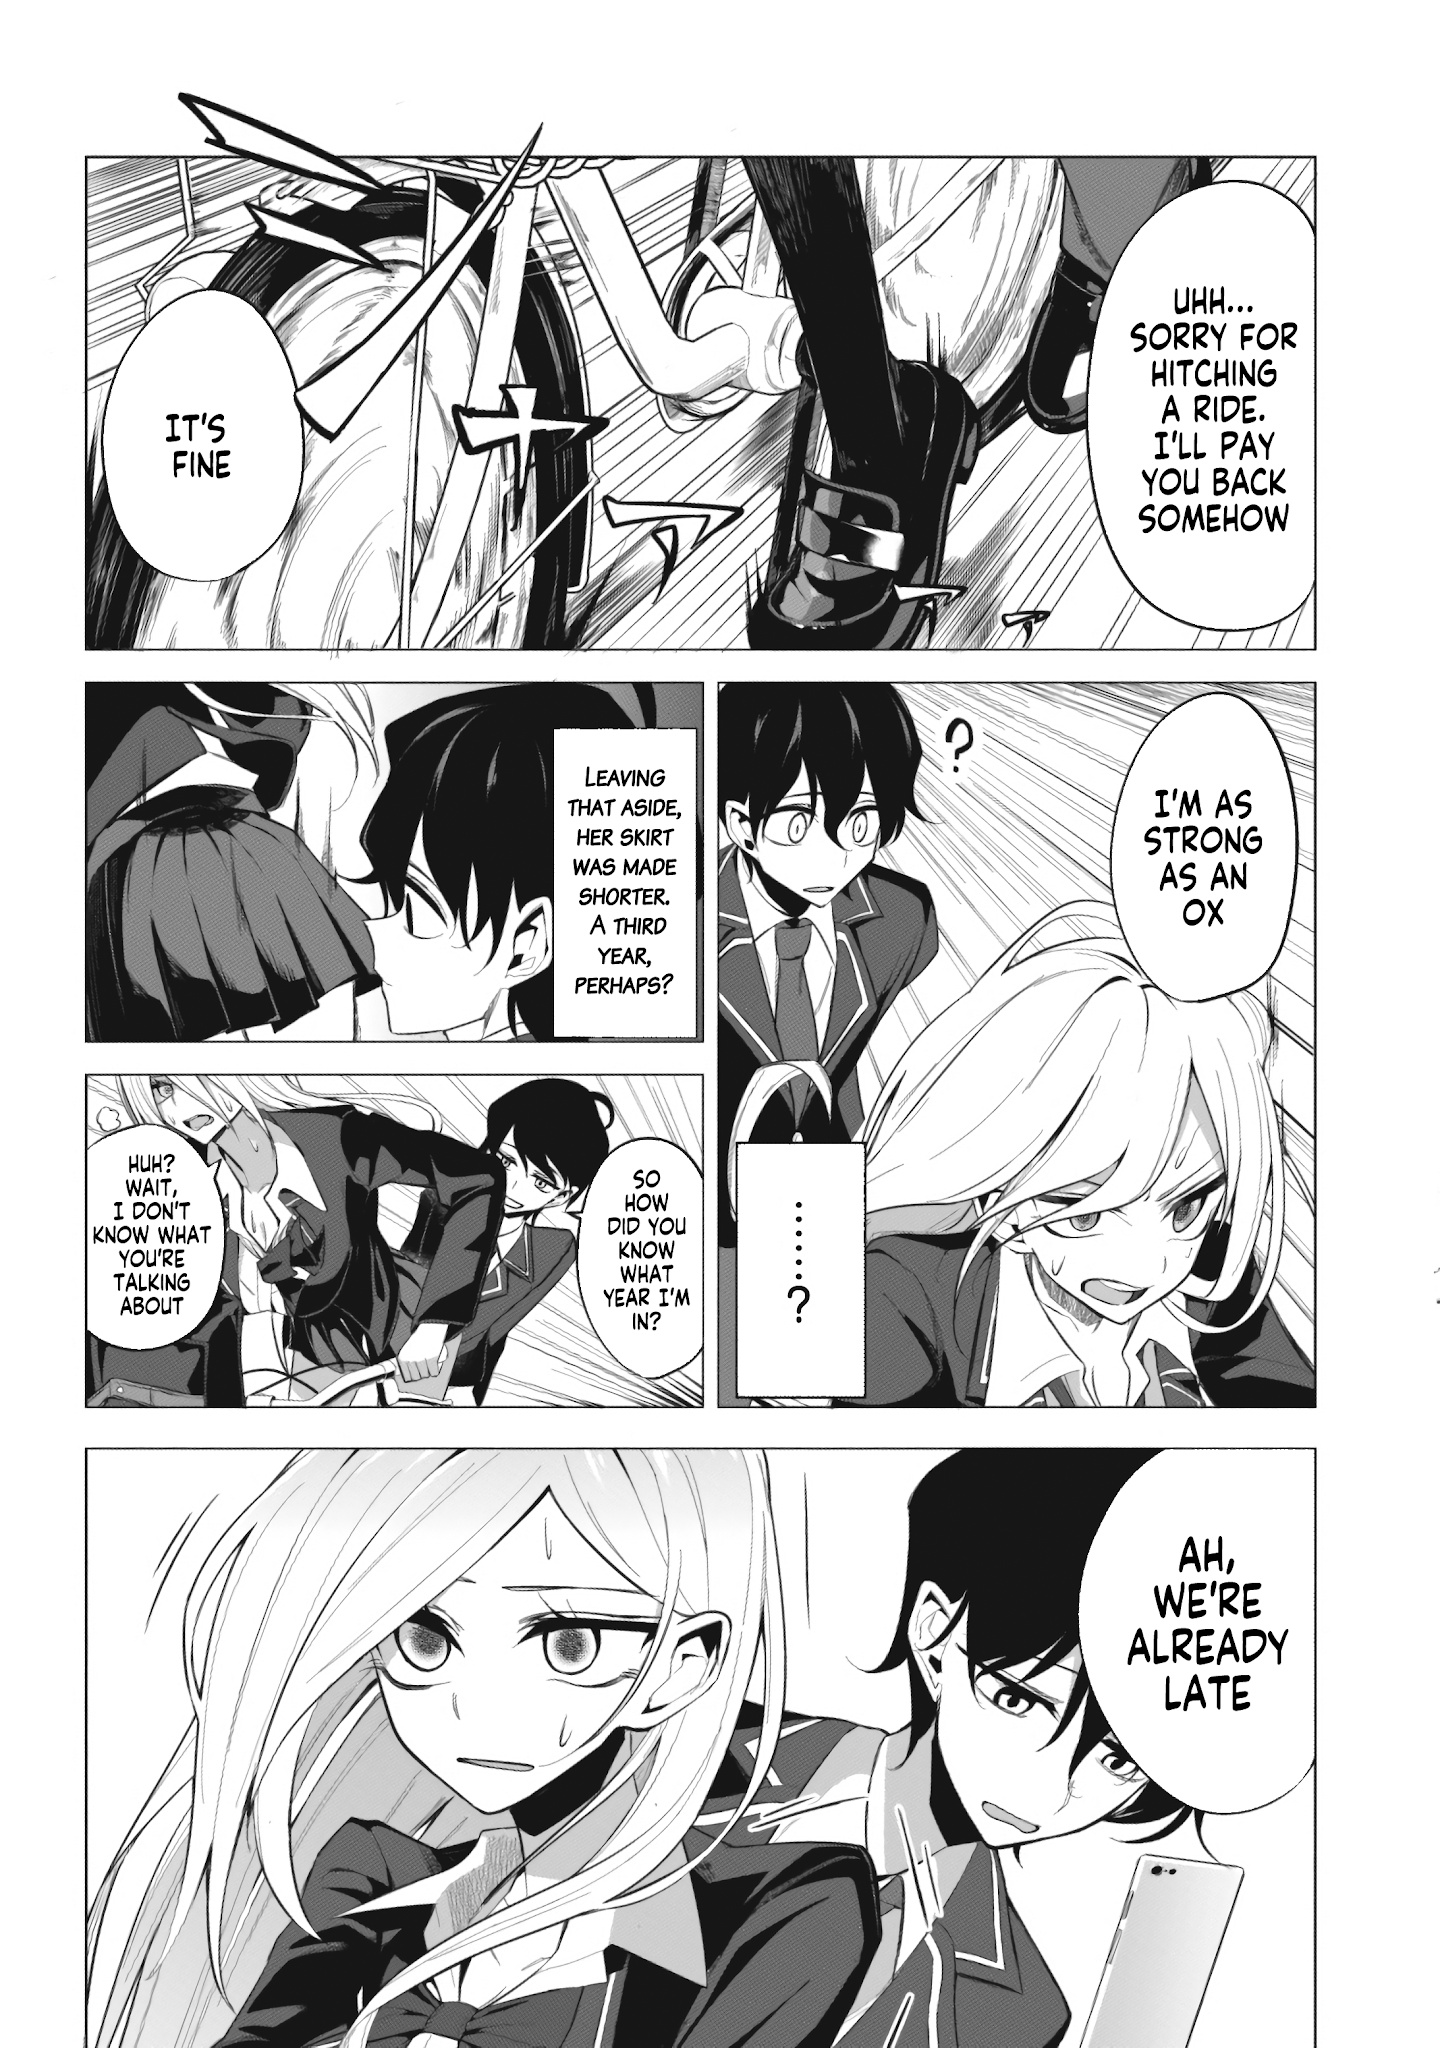 UHH...
SORRY FOR
HITCHING
A RIDE.
I'LL PAY
YOU BACK
SOMEHOW
IT'S
FINE
?
I'M AS
STRONG
AS AN
OX
......?
LEAVING
THAT ASIDE,
HER SKIRT
WAS MADE
SHORTER.
A THIRD
YEAR,
PERHAPS?
SO
HOW
DID YOU
KNOW
WHAT
YEAR I'M
IN?
HUH?
WAIT,
I DON'T
KNOW WHAT
YOU'RE
TALKING
ABOUT
AH,
WE'RE
ALREADY
LATE